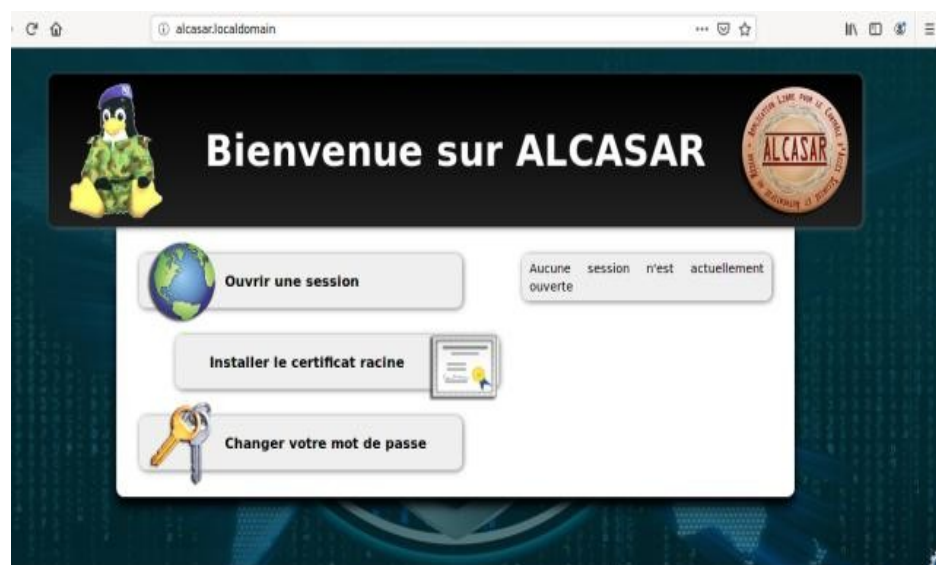 alcasar.localdomain
Bienvenue sur ALCASAR
ALCASAR
Ouvrir une session
Aucune session n'est actuellement
ouverte
Installer le certificat racine
Changer votre mot de passe